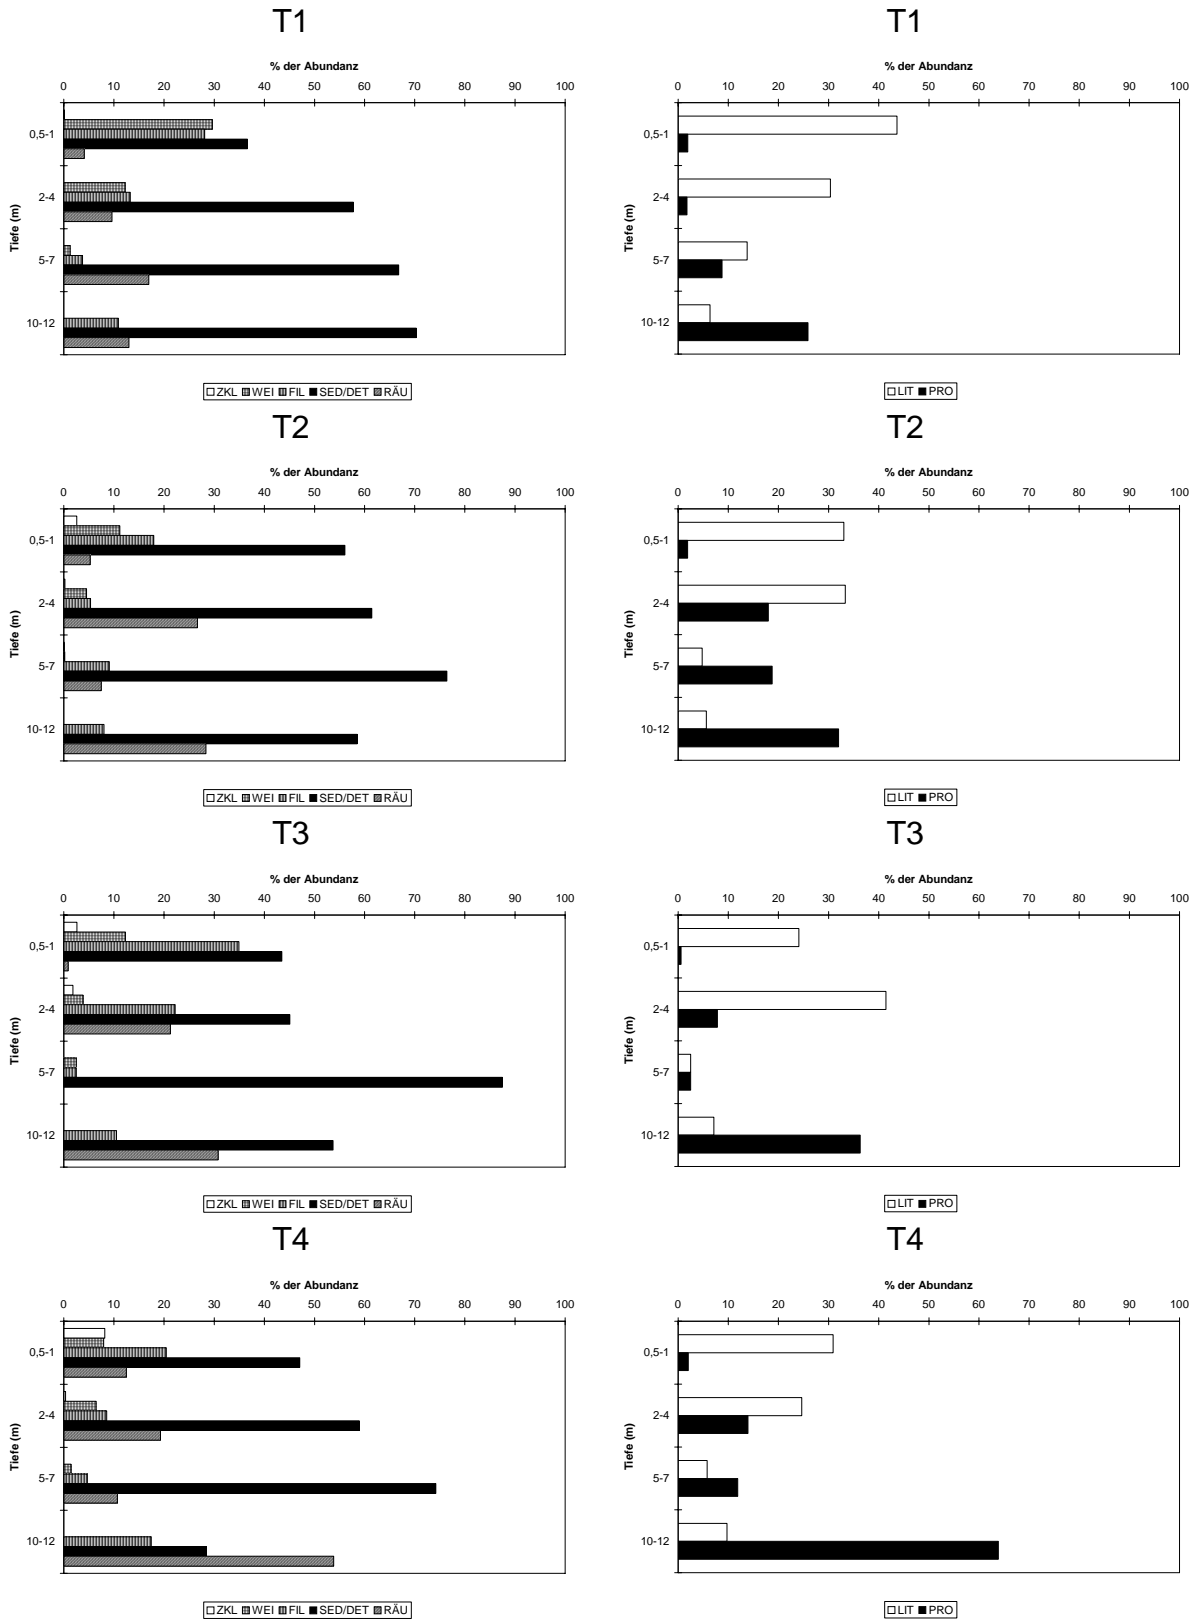 T1
% der Abundanz
0 10 20 30 40 50 60 70 80 90 100
Tiefe (m)
0,5-1
2-4
5-7
10-12
ZKL WEI FIL SED/DET RÄU
T1
% der Abundanz
0 10 20 30 40 50 60 70 80 90 100
Tiefe (m)
0,5-1
2-4
5-7
10-12
LIT PRO
T2
% der Abundanz
0 10 20 30 40 50 60 70 80 90 100
Tiefe (m)
0,5-1
2-4
5-7
10-12
ZKL WEI FIL SED/DET RÄU
T2
% der Abundanz
0 10 20 30 40 50 60 70 80 90 100
Tiefe (m)
0,5-1
2-4
5-7
10-12
LIT PRO
T3
% der Abundanz
0 10 20 30 40 50 60 70 80 90 100
Tiefe (m)
0,5-1
2-4
5-7
10-12
ZKL WEI FIL SED/DET RÄU
T3
% der Abundanz
0 10 20 30 40 50 60 70 80 90 100
Tiefe (m)
0,5-1
2-4
5-7
10-12
LIT PRO
T4
% der Abundanz
0 10 20 30 40 50 60 70 80 90 100
Tiefe (m)
0,5-1
2-4
5-7
10-12
ZKL WEI FIL SED/DET RÄU
T4
% der Abundanz
0 10 20 30 40 50 60 70 80 90 100
Tiefe (m)
0,5-1
2-4
5-7
10-12
LIT PRO